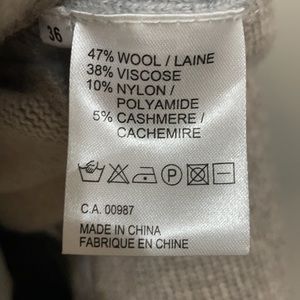 36
47% WOOL / LAINE
38% VISCOSE
10% NYLON /
POLYAMIDE
5% CASHMERE /
CACHEMIRE
P
C.A. 00987
MADE IN CHINA
FABRIQUE EN CHINE